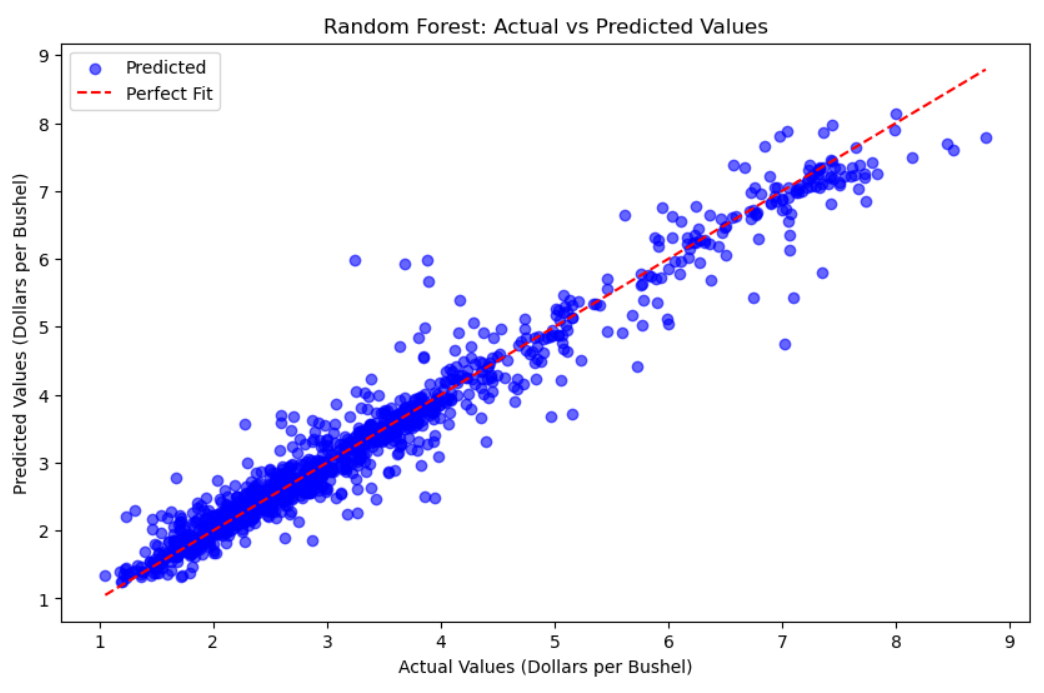 Random Forest: Actual vs Predicted Values
Predicted
Perfect Fit
Predicted Values (Dollars per Bushel)
9
8
7
6
5
4
3
2
1
1 2 3 4 5 6 7 8 9
Actual Values (Dollars per Bushel)